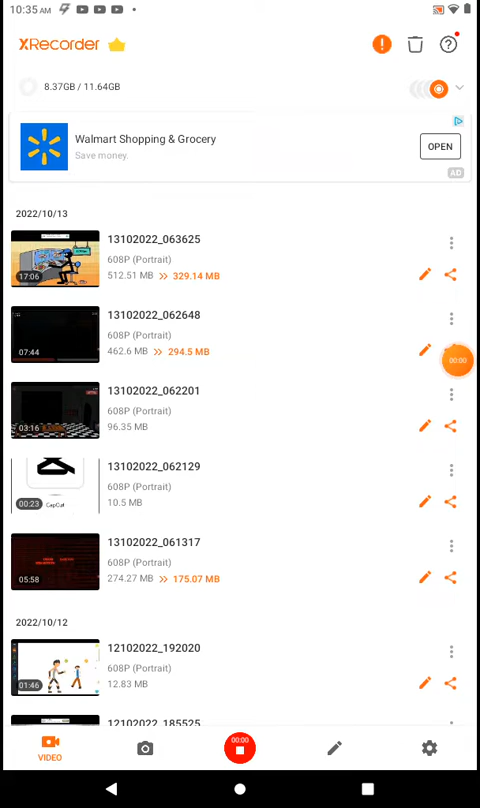 10:35 AM
XRecorder
8.37GB / 11.64GB
Walmart Shopping & Grocery
Save money.
OPEN
AD
2022/10/13
13102022_063625
608P (Portrait)
512.51 MB >> 329.14 MB
17:06
13102022_062648
608P (Portrait)
462.6 MB >> 294.5 MB
07:44
00:00
13102022_062201
608P (Portrait)
96.35 MB
03:16
13102022_062129
608P (Portrait)
10.5 MB
00:23
CapCut
13102022_061317
608P (Portrait)
274.27 MB >> 175.07 MB
05:58
2022/10/12
12102022_192020
608P (Portrait)
12.83 MB
01:46
12102022_185525
00:00
VIDEO